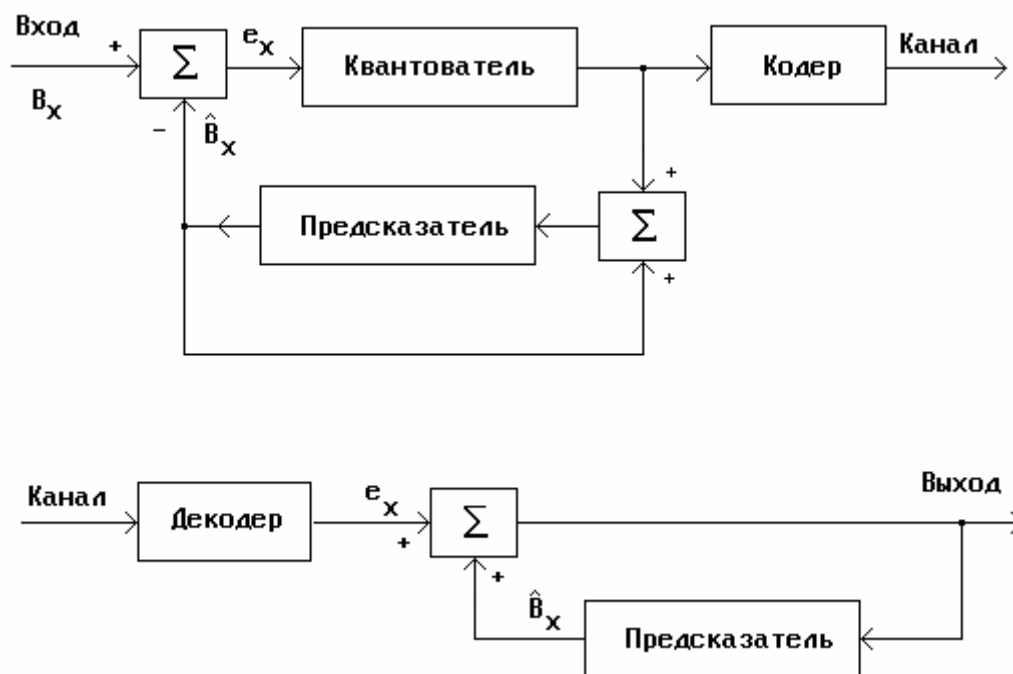 Вход
+
Σ
e_x
Квантователь
Кодер
Канал
B_x
−
B̂_x
+
Предсказатель
Σ
+
Канал
Декодер
e_x
+
Σ
Выход
+
B̂_x
Предсказатель